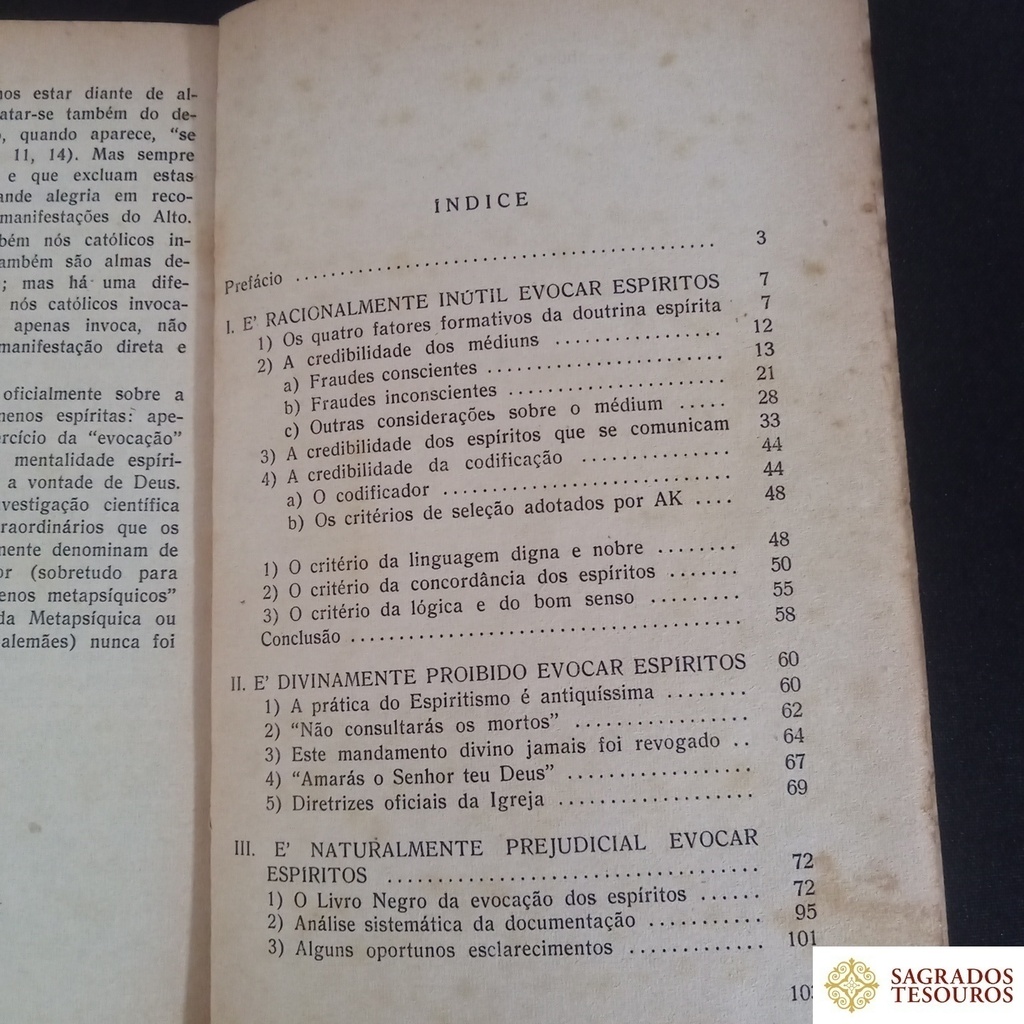 nos estar diante de al-
atar-se também do de-
, quando aparece, “se
11, 14). Mas sempre
e que excluam estas
ande alegria em reco-
manifestações do Alto.
bém nós católicos in-
ambém são almas de-
; mas há uma dife-
nós católicos invoca-
apenas invoca, não
manifestação direta e
oficialmente sobre a
menos espíritas: ape-
rcício da “evocação”
mentalidade espíri-
a vontade de Deus.
vestigação científica
raordinários que os
mente denominam de
or (sobretudo para
enos metapsíquicos”
da Metapsíquica ou
alemães) nunca foi
ÍNDICE
Prefácio ........................................ 3
I. E' RACIONALMENTE INÚTIL EVOCAR ESPÍRITOS 7
1) Os quatro fatores formativos da doutrina espírita 7
2) A credibilidade dos médiuns ................ 12
a) Fraudes conscientes ...................... 13
b) Fraudes inconscientes .................... 21
c) Outras considerações sobre o médium ..... 28
3) A credibilidade dos espíritos que se comunicam 33
4) A credibilidade da codificação .............. 44
a) O codificador ............................ 44
b) Os critérios de seleção adotados por AK .... 48
1) O critério da linguagem digna e nobre ........ 48
2) O critério da concordância dos espíritos ....... 50
3) O critério da lógica e do bom senso ......... 55
Conclusão ...................................... 58
II. E' DIVINAMENTE PROIBIDO EVOCAR ESPÍRITOS 60
1) A prática do Espiritismo é antiquíssima ........ 60
2) “Não consultarás os mortos” ................. 62
3) Este mandamento divino jamais foi revogado .. 64
4) “Amarás o Senhor teu Deus” .................. 67
5) Diretrizes oficiais da Igreja ................... 69
III. E' NATURALMENTE PREJUDICIAL EVOCAR
ESPÍRITOS ................................... 72
1) O Livro Negro da evocação dos espíritos ...... 72
2) Análise sistemática da documentação ........... 95
3) Alguns oportunos esclarecimentos ............. 101
SAGRADOS
TESOUROS